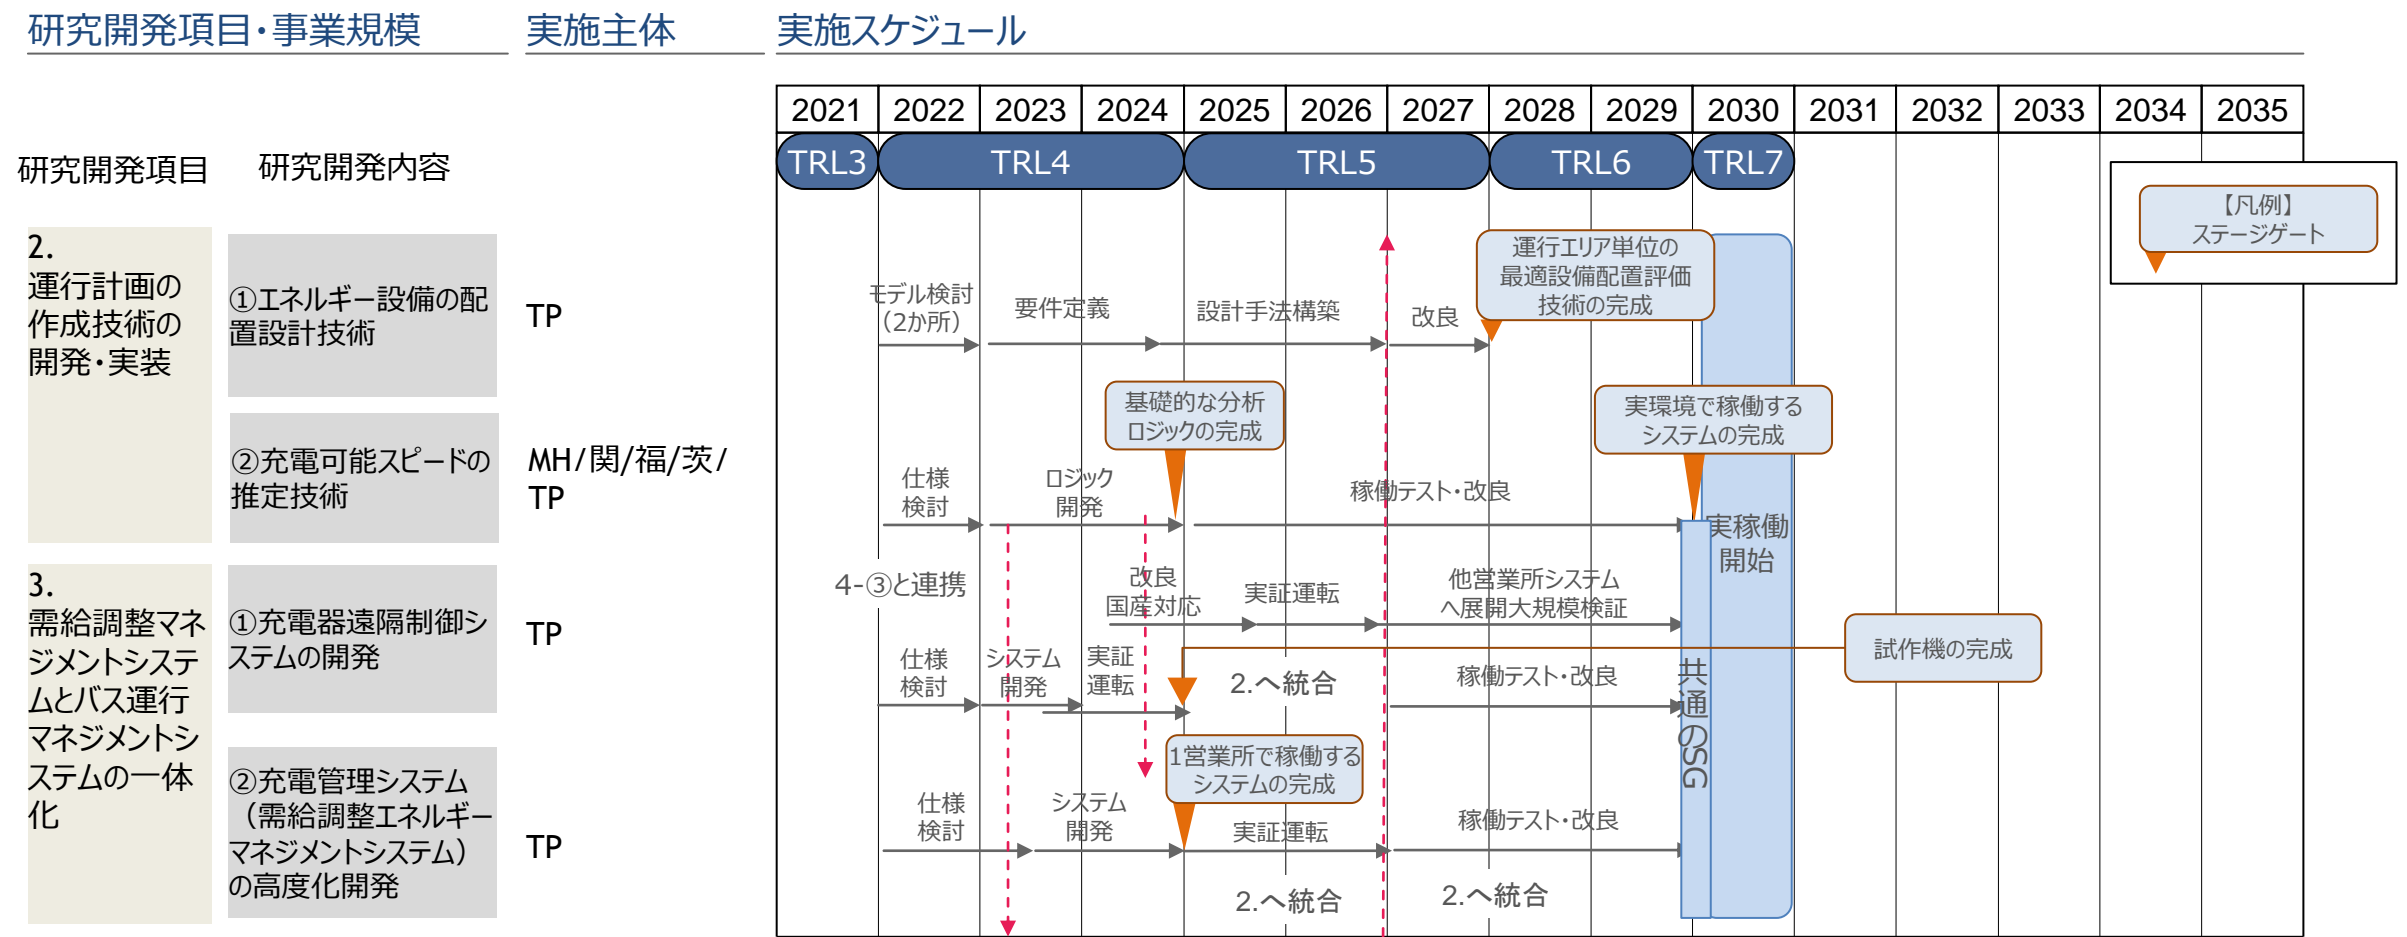 研究開発項目・事業規模
実施主体
実施スケジュール
2021 2022 2023 2024 2025 2026 2027 2028 2029 2030 2031 2032 2033 2034 2035
TRL3 TRL4 TRL5 TRL6 TRL7
研究開発項目
研究開発内容
【凡例】
ステージゲート
2.
運行計画の
作成技術の
開発・実装
①エネルギー設備の配
置設計技術
TP
モデル検討
（2か所）
要件定義
設計手法構築
改良
運行エリア単位の
最適設備配置評価
技術の完成
②充電可能スピードの
推定技術
MH/関/福/茨/
TP
仕様
検討
ロジック
開発
基礎的な分析
ロジックの完成
稼働テスト・改良
実環境で稼働する
システムの完成
実稼働
開始
3.
需給調整マネ
ジメントシステ
ムとバス運行
マネジメントシ
ステムの一体
化
①充電器遠隔制御シ
ステムの開発
TP
4-③と連携
改良
国産対応
実証運転
他営業所システム
へ展開大規模検証
仕様
検討
システム
開発
実証
運転
2.へ統合
稼働テスト・改良
試作機の完成
共通のSG
②充電管理システム
（需給調整エネルギー
マネジメントシステム）
の高度化開発
TP
仕様
検討
システム
開発
1営業所で稼働する
システムの完成
実証運転
稼働テスト・改良
2.へ統合
2.へ統合